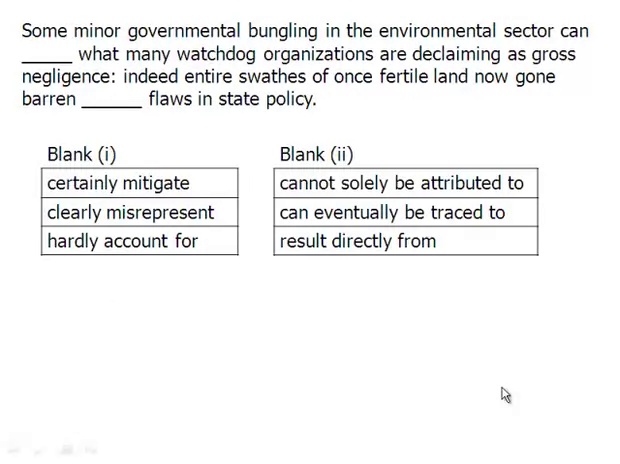 Some minor governmental bungling in the environmental sector can
_____ what many watchdog organizations are declaiming as gross
negligence: indeed entire swathes of once fertile land now gone
barren ______ flaws in state policy.
Blank (i) Blank (ii)
certainly mitigate cannot solely be attributed to
clearly misrepresent can eventually be traced to
hardly account for result directly from